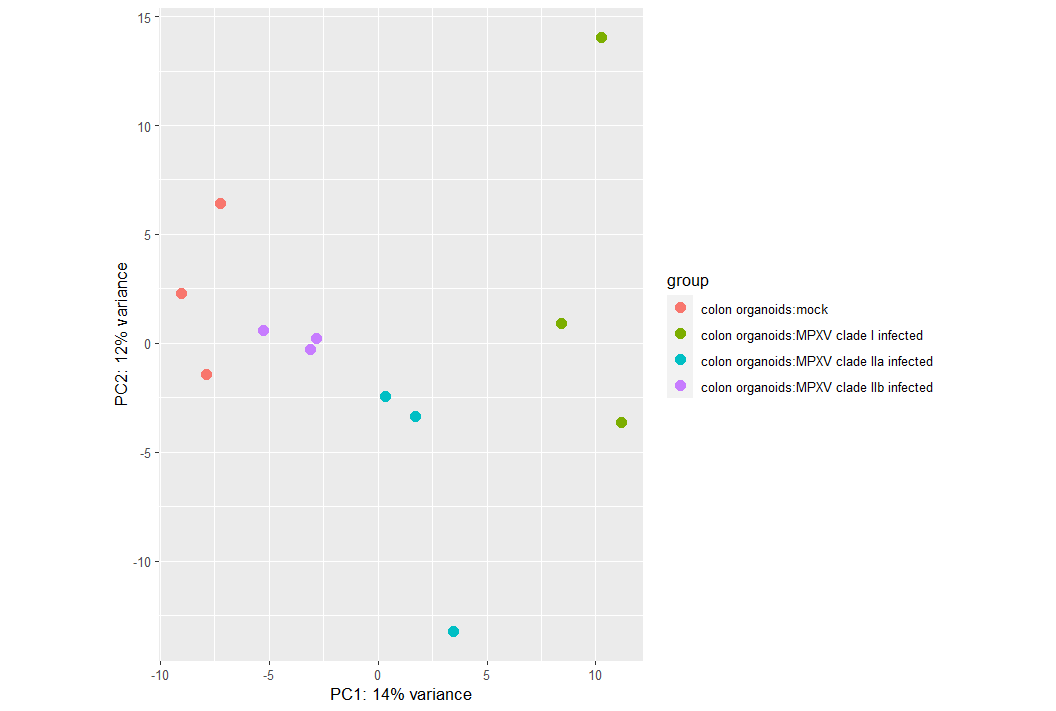 15
10
5
0
-5
-10
PC2: 12% variance
-10
-5
0
5
10
PC1: 14% variance
group
colon organoids:mock
colon organoids:MPXV clade I infected
colon organoids:MPXV clade IIa infected
colon organoids:MPXV clade IIb infected